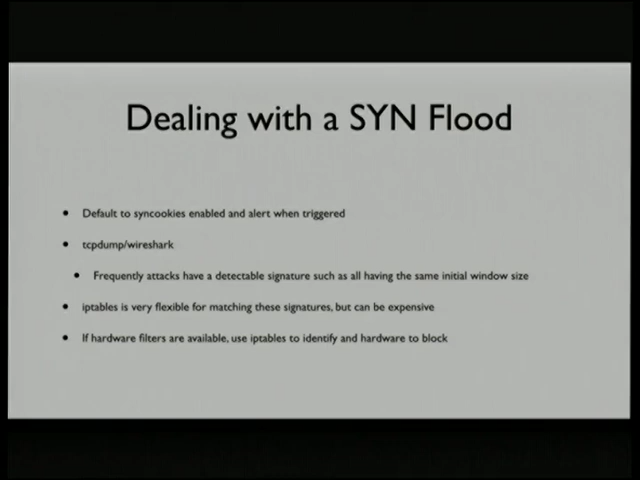 Dealing with a SYN Flood
• Default to syncookies enabled and alert when triggered
• tcpdump/wireshark
• Frequently attacks have a detectable signature such as all having the same initial window size
• iptables is very flexible for matching these signatures, but can be expensive
• If hardware filters are available, use iptables to identify and hardware to block